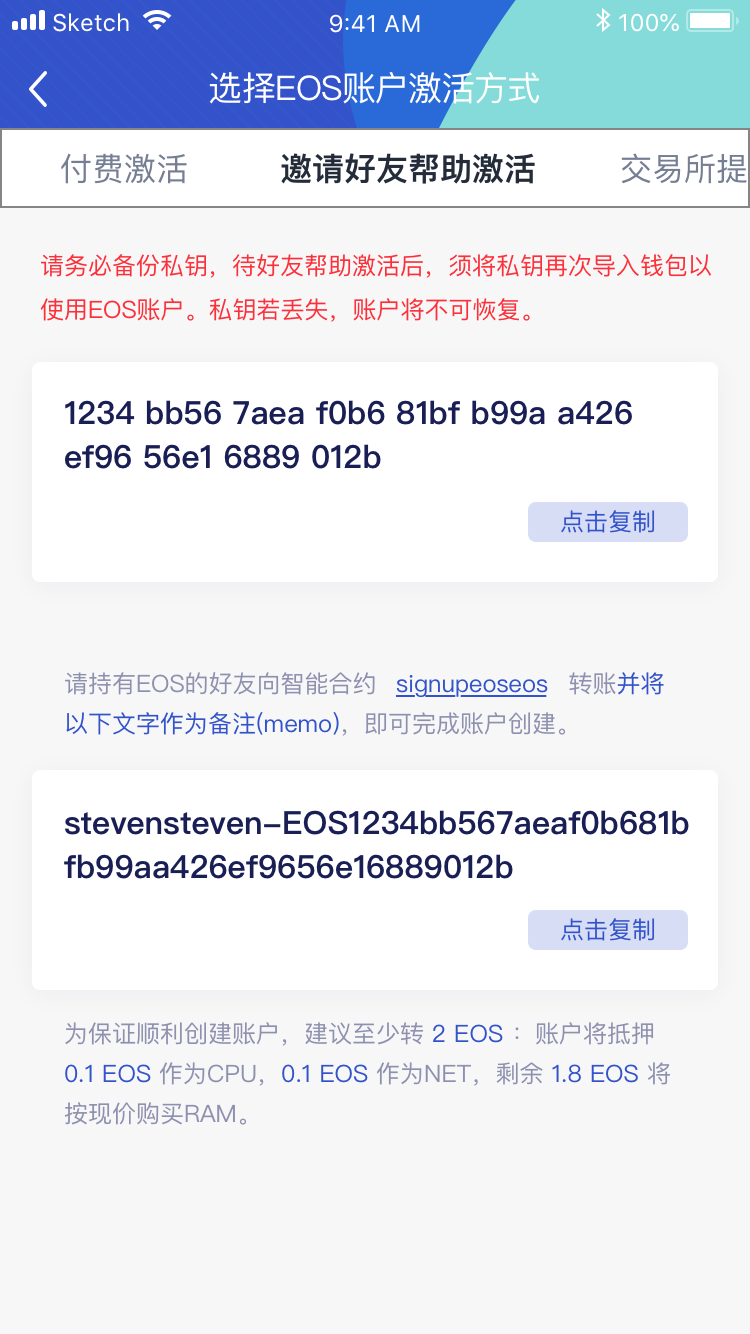 Sketch 9:41 AM 100%
选择EOS账户激活方式
付费激活 邀请好友帮助激活 交易所提
请务必备份私钥，待好友帮助激活后，须将私钥再次导入钱包以
使用EOS账户。私钥若丢失，账户将不可恢复。
1234 bb56 7aea f0b6 81bf b99a a426
ef96 56e1 6889 012b
点击复制
请持有EOS的好友向智能合约 signupeoseos 转账并将
以下文字作为备注(memo)，即可完成账户创建。
stevensteven–EOS1234bb567aeaf0b681b
fb99aa426ef9656e16889012b
点击复制
为保证顺利创建账户，建议至少转 2 EOS ：账户将抵押
0.1 EOS 作为CPU，0.1 EOS 作为NET，剩余 1.8 EOS 将
按现价购买RAM。